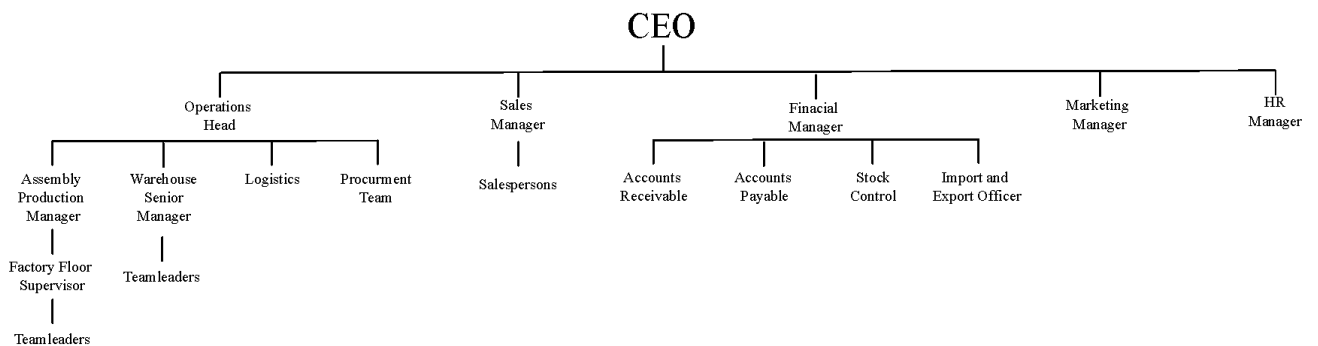 CEO
Operations
Head
Sales
Manager
Finacial
Manager
Marketing
Manager
HR
Manager
Assembly
Production
Manager
Warehouse
Senior
Manager
Logistics
Procurment
Team
Salespersons
Accounts
Receivable
Accounts
Payable
Stock
Control
Import and
Export Officer
Factory Floor
Supervisor
Teamleaders
Teamleaders